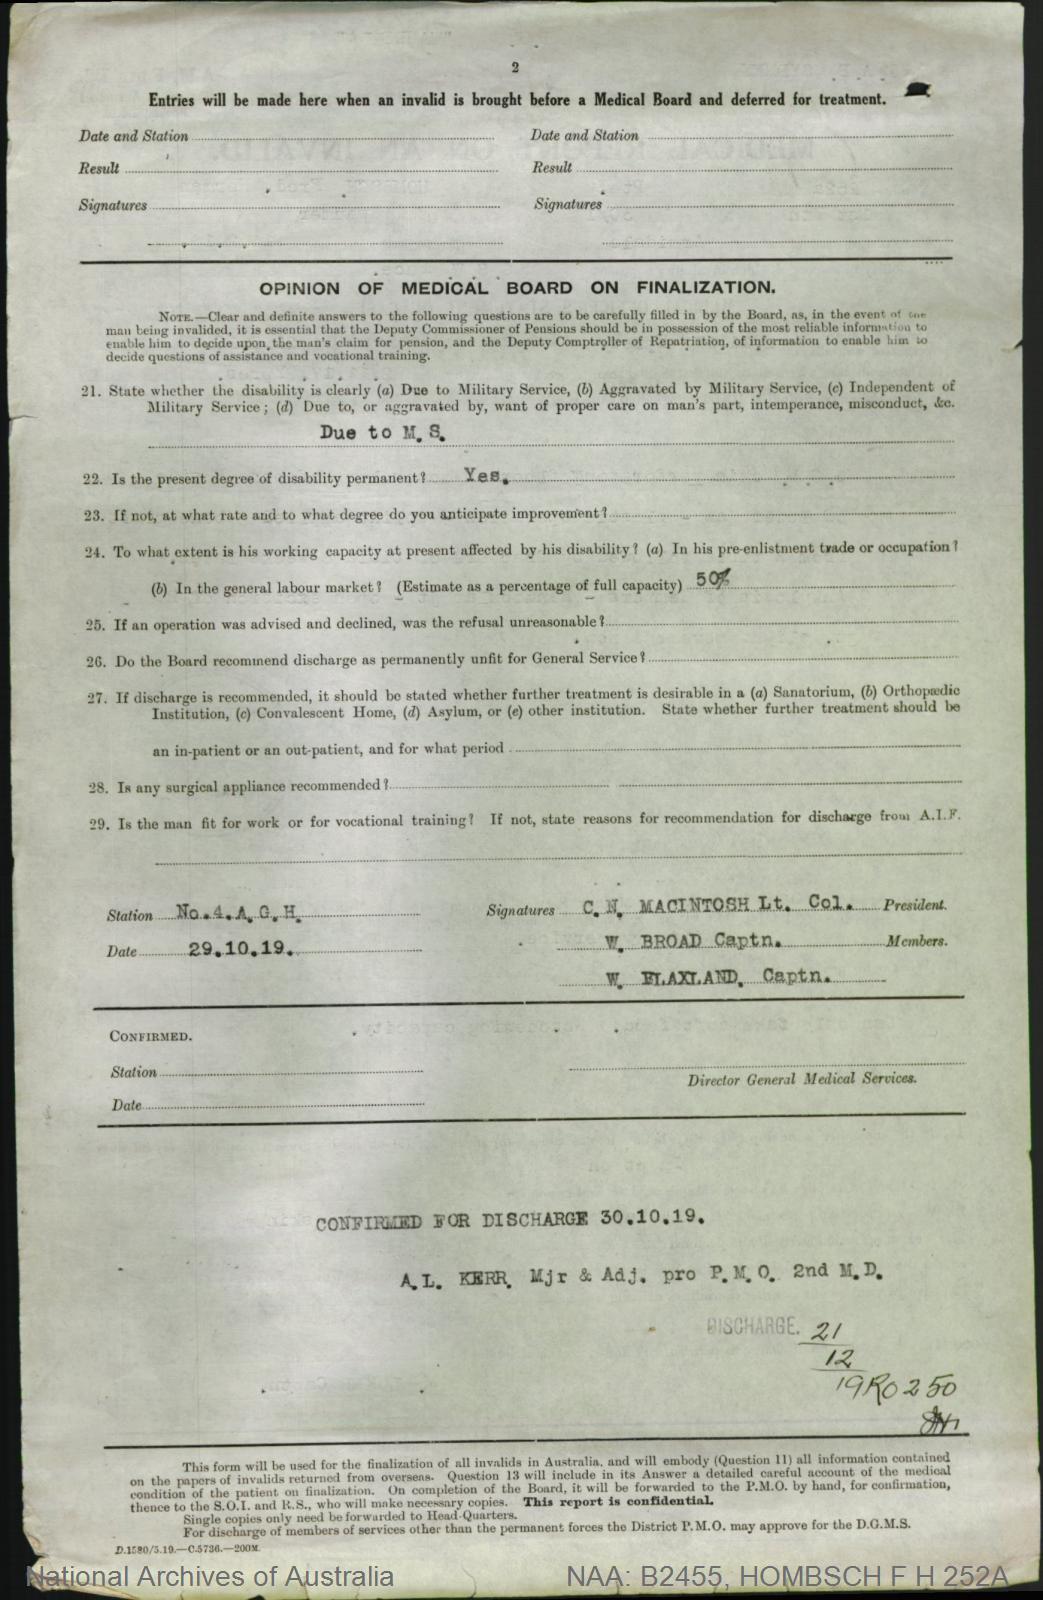 2
Entries will be made here when an invalid is brought before a Medical Board and deferred for treatment.
Date and Station Date and Station
Result Result
Signatures Signatures
OPINION OF MEDICAL BOARD ON FINALIZATION.
NOTE.—Clear and definite answers to the following questions are to be carefully filled in by the Board, as, in the event of the
man being invalided, it is essential that the Deputy Commissioner of Pensions should be in possession of the most reliable information to
enable him to decide upon the man's claim for pension, and the Deputy Comptroller of Repatriation, of information to enable him to
decide questions of assistance and vocational training.
21. State whether the disability is clearly (a) Due to Military Service, (b) Aggravated by Military Service, (c) Independent of
Military Service; (d) Due to, or aggravated by, want of proper care on man's part, intemperance, misconduct, &c.
Due to M.S.
22. Is the present degree of disability permanent? Yes.
23. If not, at what rate and to what degree do you anticipate improvement?
24. To what extent is his working capacity at present affected by his disability? (a) In his pre-enlistment trade or occupation?
(b) In the general labour market? (Estimate as a percentage of full capacity) 50%
25. If an operation was advised and declined, was the refusal unreasonable?
26. Do the Board recommend discharge as permanently unfit for General Service?
27. If discharge is recommended, it should be stated whether further treatment is desirable in a (a) Sanatorium, (b) Orthopædic
Institution, (c) Convalescent Home, (d) Asylum, or (e) other institution. State whether further treatment should be
an in-patient or an out-patient, and for what period
28. Is any surgical appliance recommended?
29. Is the man fit for work or for vocational training? If not, state reasons for recommendation for discharge from A.I.F.
Station No.4.A.G.H. Signatures C.N. MACINTOSH Lt. Col. President.
Date 29.10.19. W. BROAD Captn. Members.
W. FLAXLAND. Captn.
CONFIRMED.
Station
Director General Medical Services.
Date
CONFIRMED FOR DISCHARGE 30.10.19.
A.L. KERR. Mjr & Adj. pro P.M.O. 2nd M.D.
DISCHARGE. 21
12
19 RO 250
This form will be used for the finalization of all invalids in Australia, and will embody (Question 11) all information contained
on the papers of invalids returned from overseas. Question 13 will include in its Answer a detailed careful account of the medical
condition of the patient on finalization. On completion of the Board, it will be forwarded to the P.M.O. by hand, for confirmation,
thence to the S.O.I. and R.S., who will make necessary copies. This report is confidential.
Single copies only need be forwarded to Head-Quarters.
For discharge of members of services other than the permanent forces the District P.M.O. may approve for the D.G.M.S.
D.1580/5.19.—C.5736.—200M.
National Archives of Australia NAA: B2455, HOMBSCH F H 252A